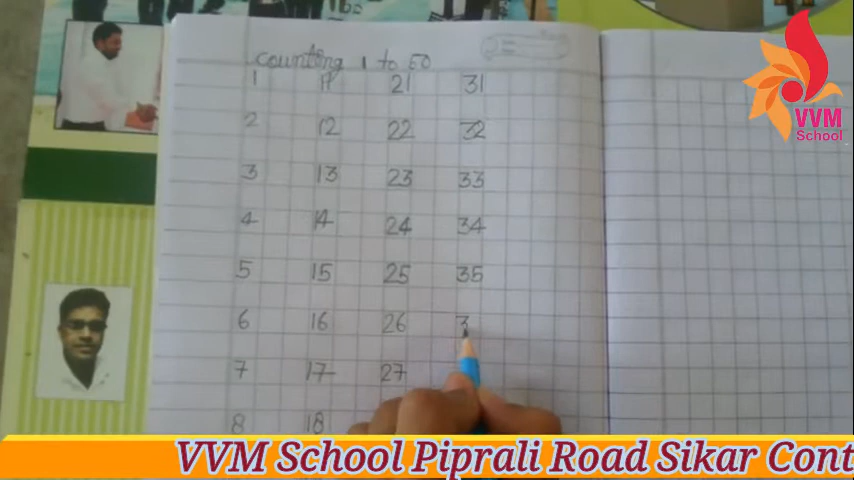 counting 1 to 50
1 11 21 31
2 12 22 32
3 13 23 33
4 14 24 34
5 15 25 35
6 16 26 3
7 17 27
8 18
VVM
School
VVM School Piprali Road Sikar Cont